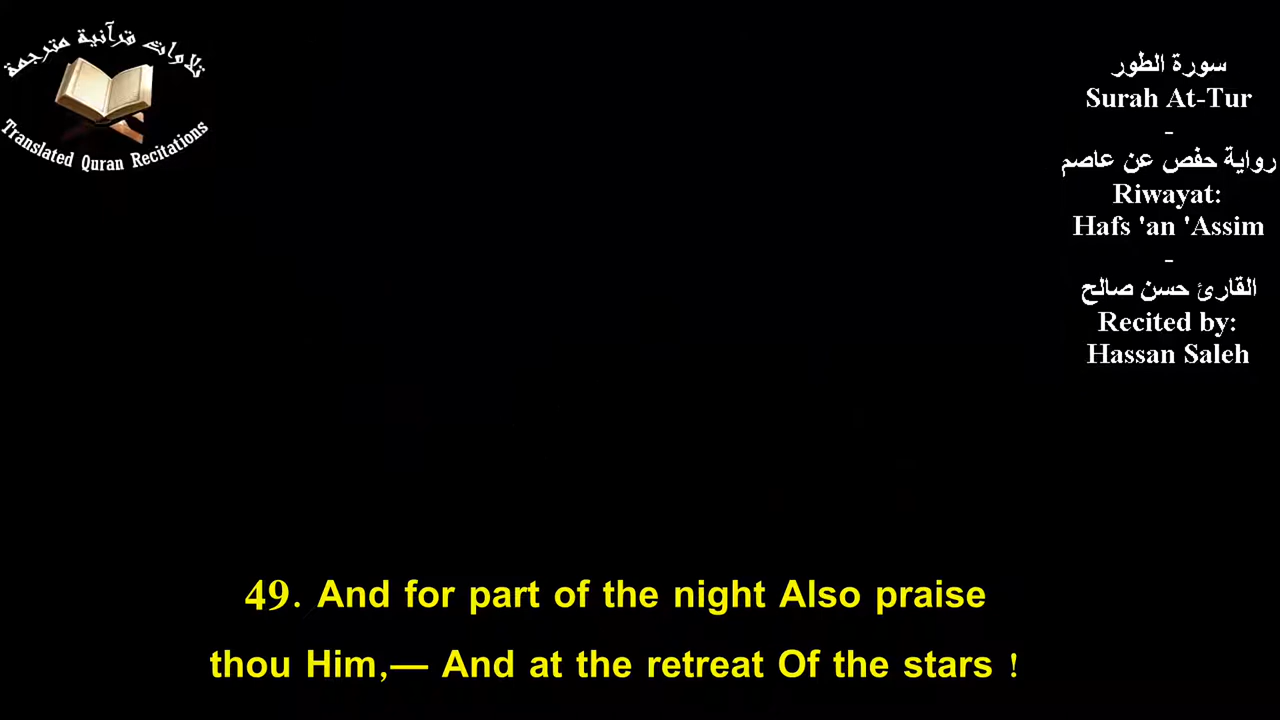 تلاوات قرآنية مترجمة
Translated Quran Recitations
سورة الطور
Surah At-Tur
-
رواية حفص عن عاصم
Riwayat:
Hafs 'an 'Assim
-
القارئ حسن صالح
Recited by:
Hassan Saleh
49. And for part of the night Also praise
thou Him,— And at the retreat Of the stars !